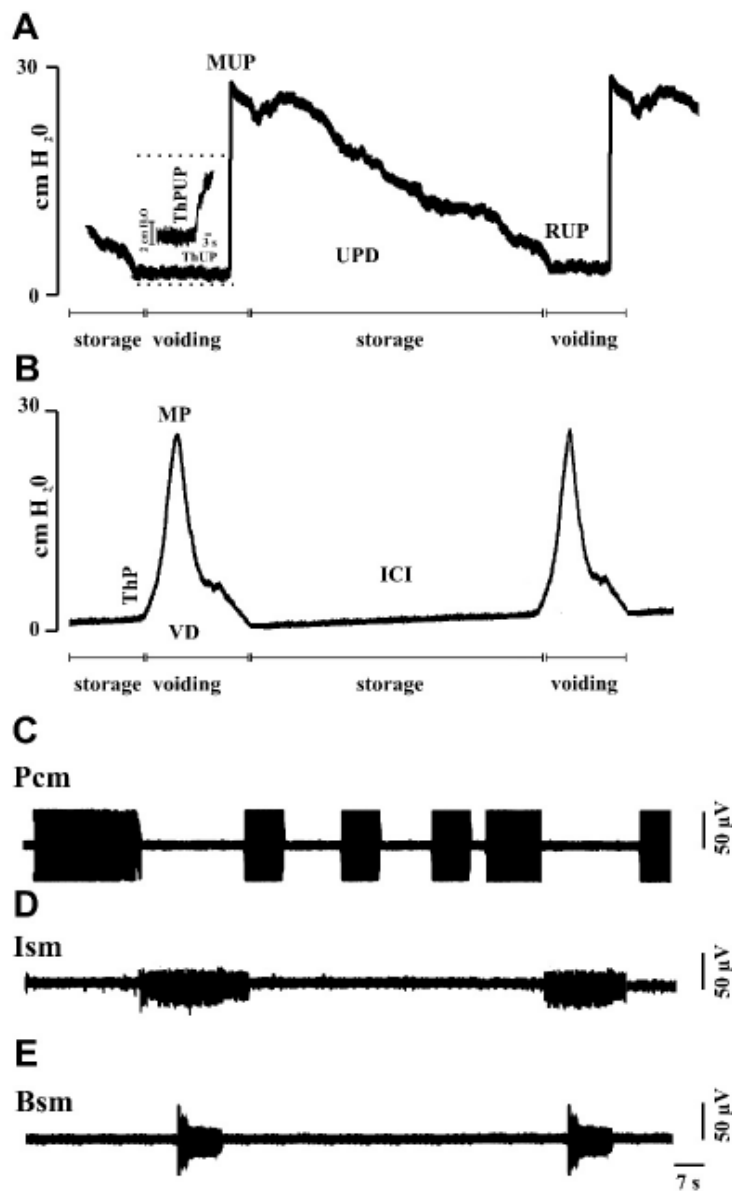 A
30
MUP
cm H2O
ThPUP
2 cm H2O
3 s
ThUP
RUP
UPD
0
storage voiding storage voiding
B
30
MP
cm H2O
ThP
ICI
0
VD
storage voiding storage voiding
C
Pcm
50 µV
D
Ism
50 µV
E
Bsm
50 µV
7 s